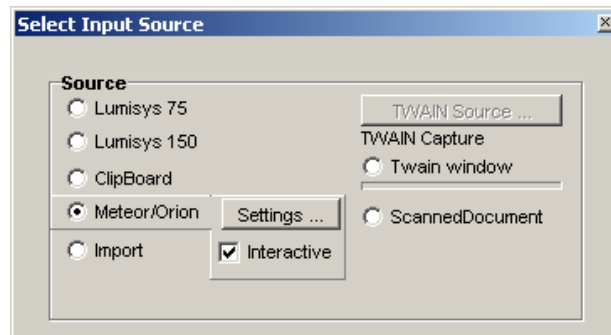 Select Input Source
Source
Lumisys 75
Lumisys 150
ClipBoard
Meteor/Orion
Settings ...
Import
Interactive
TWAIN Source ...
TWAIN Capture
Twain window
ScannedDocument